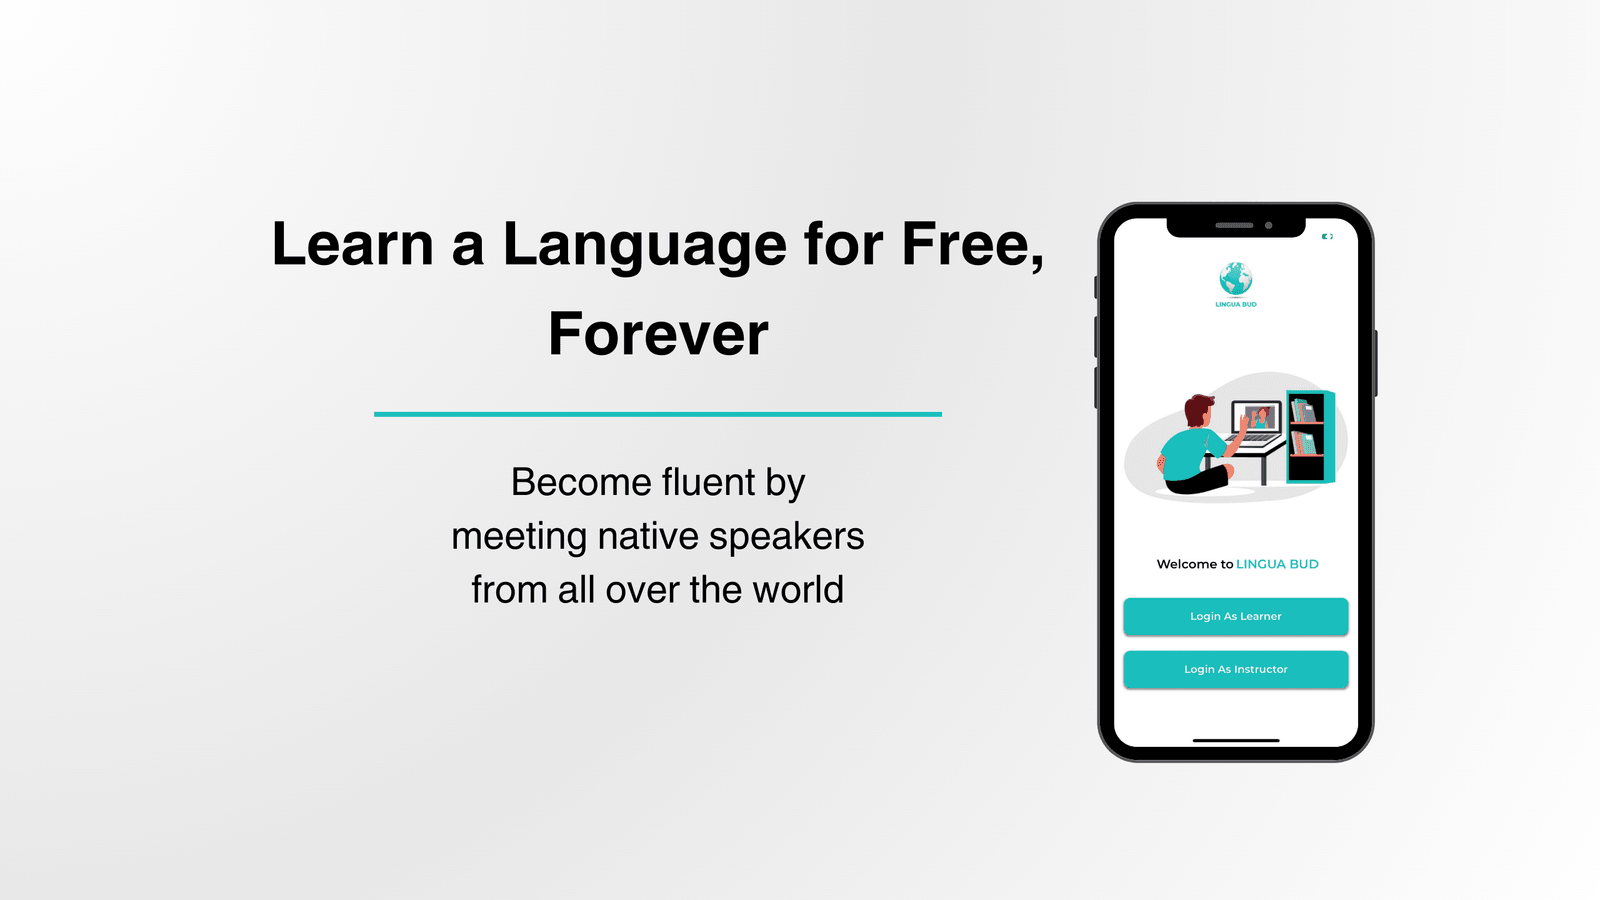 Learn a Language for Free,
Forever
Become fluent by
meeting native speakers
from all over the world
LINGUA BUD
Welcome to LINGUA BUD
Login As Learner
Login As Instructor